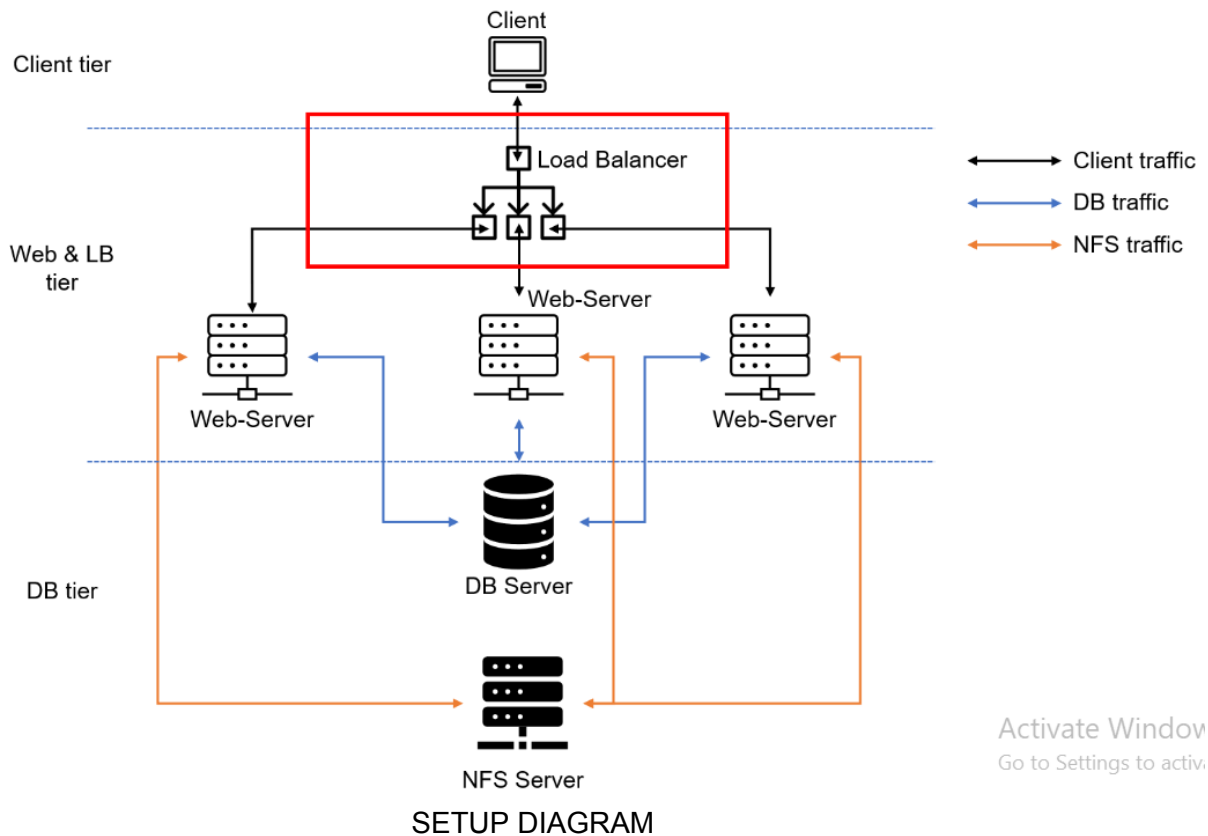 Client
Client tier
Load Balancer
Client traffic
DB traffic
NFS traffic
Web & LB
tier
Web-Server
Web-Server
Web-Server
DB Server
DB tier
NFS Server
Activate Window
Go to Settings to activa
SETUP DIAGRAM